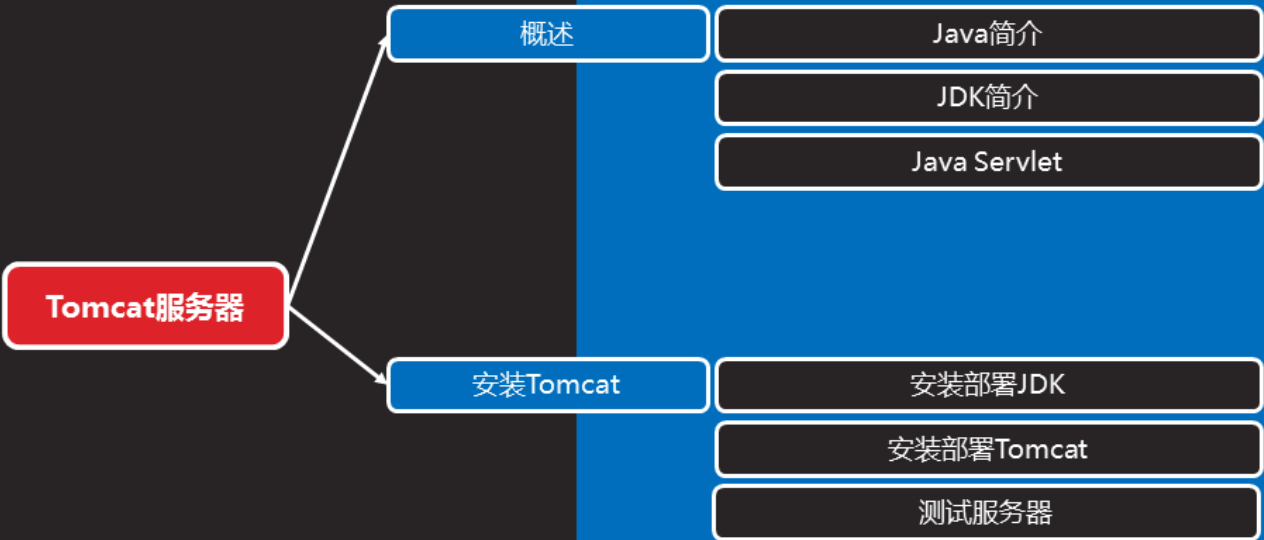 概述
Java简介
JDK简介
Java Servlet
Tomcat服务器
安装Tomcat
安装部署JDK
安装部署Tomcat
测试服务器